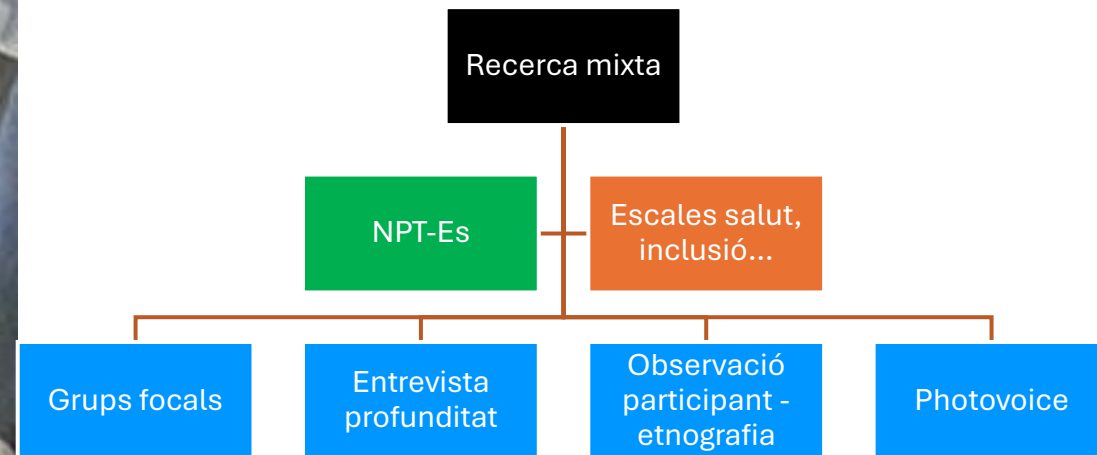 Recerca mixta
NPT-Es
Escales salut,
inclusió...
Grups focals
Entrevista
profunditat
Observació
participant -
etnografia
Photovoice